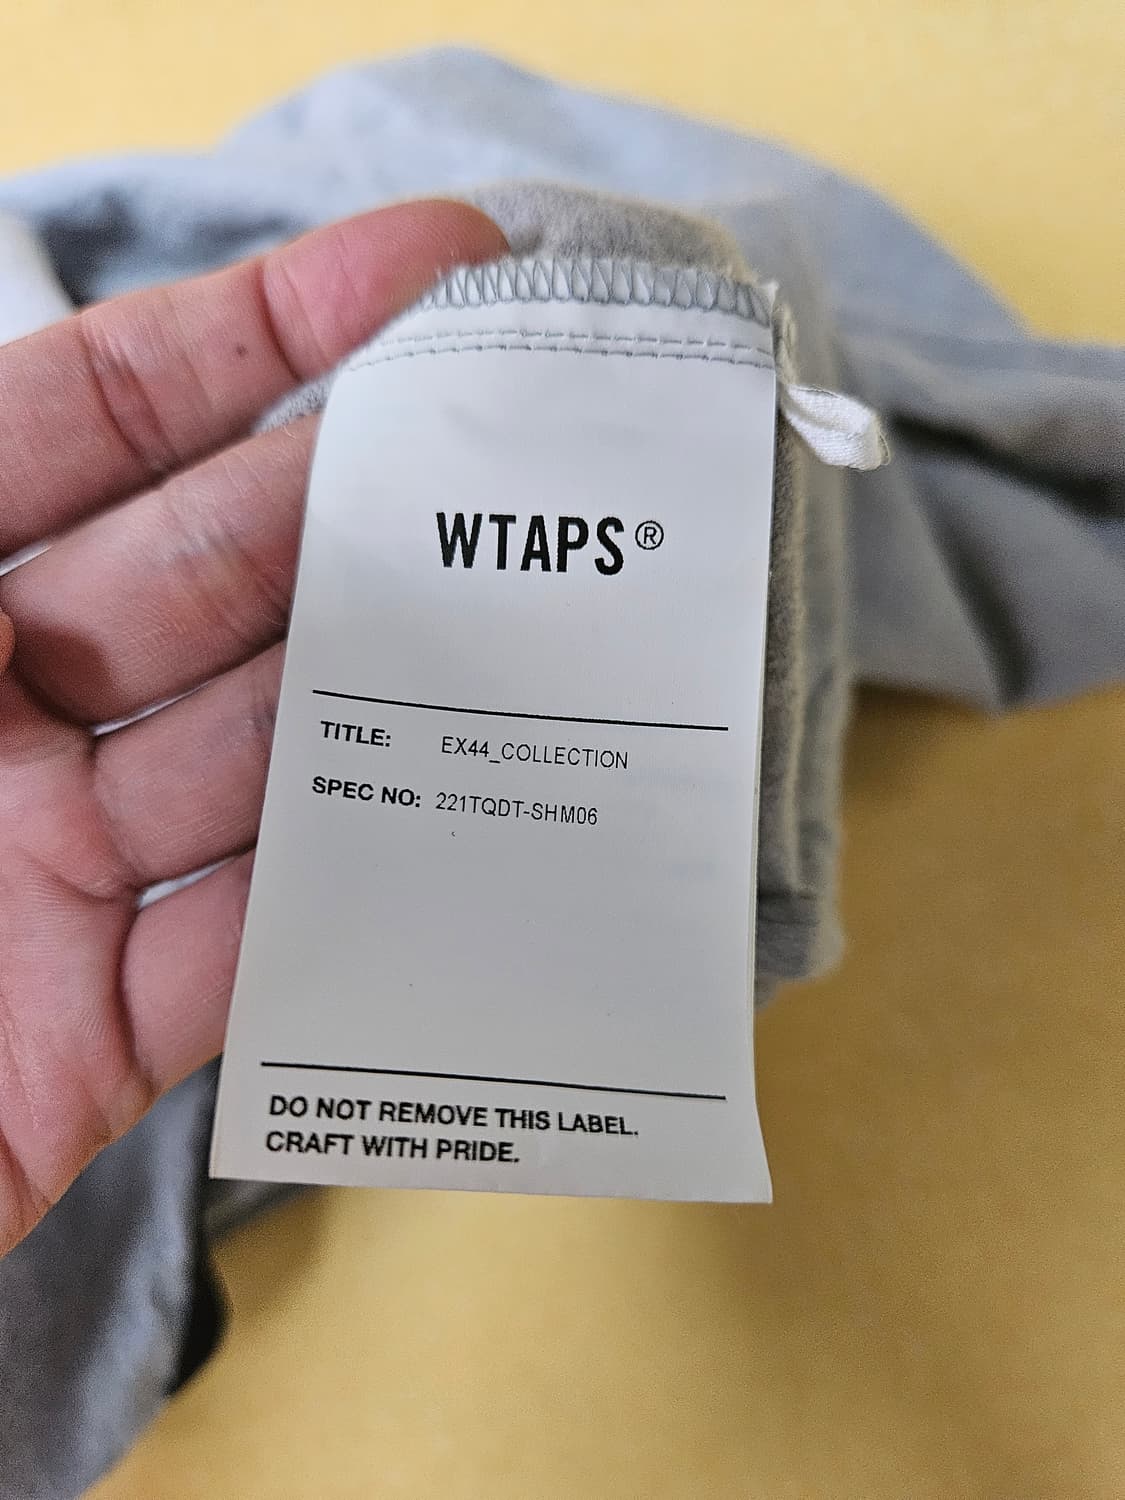 WTAPS®
TITLE: EX44_COLLECTION
SPEC NO: 221TQDT-SHM06
DO NOT REMOVE THIS LABEL.
CRAFT WITH PRIDE.